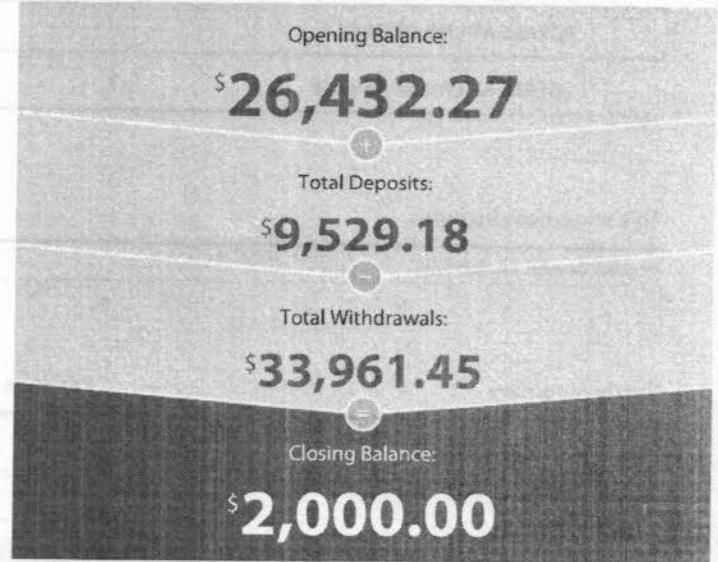 Opening Balance:
$26,432.27
+
Total Deposits:
$9,529.18
-
Total Withdrawals:
$33,961.45
=
Closing Balance:
$2,000.00